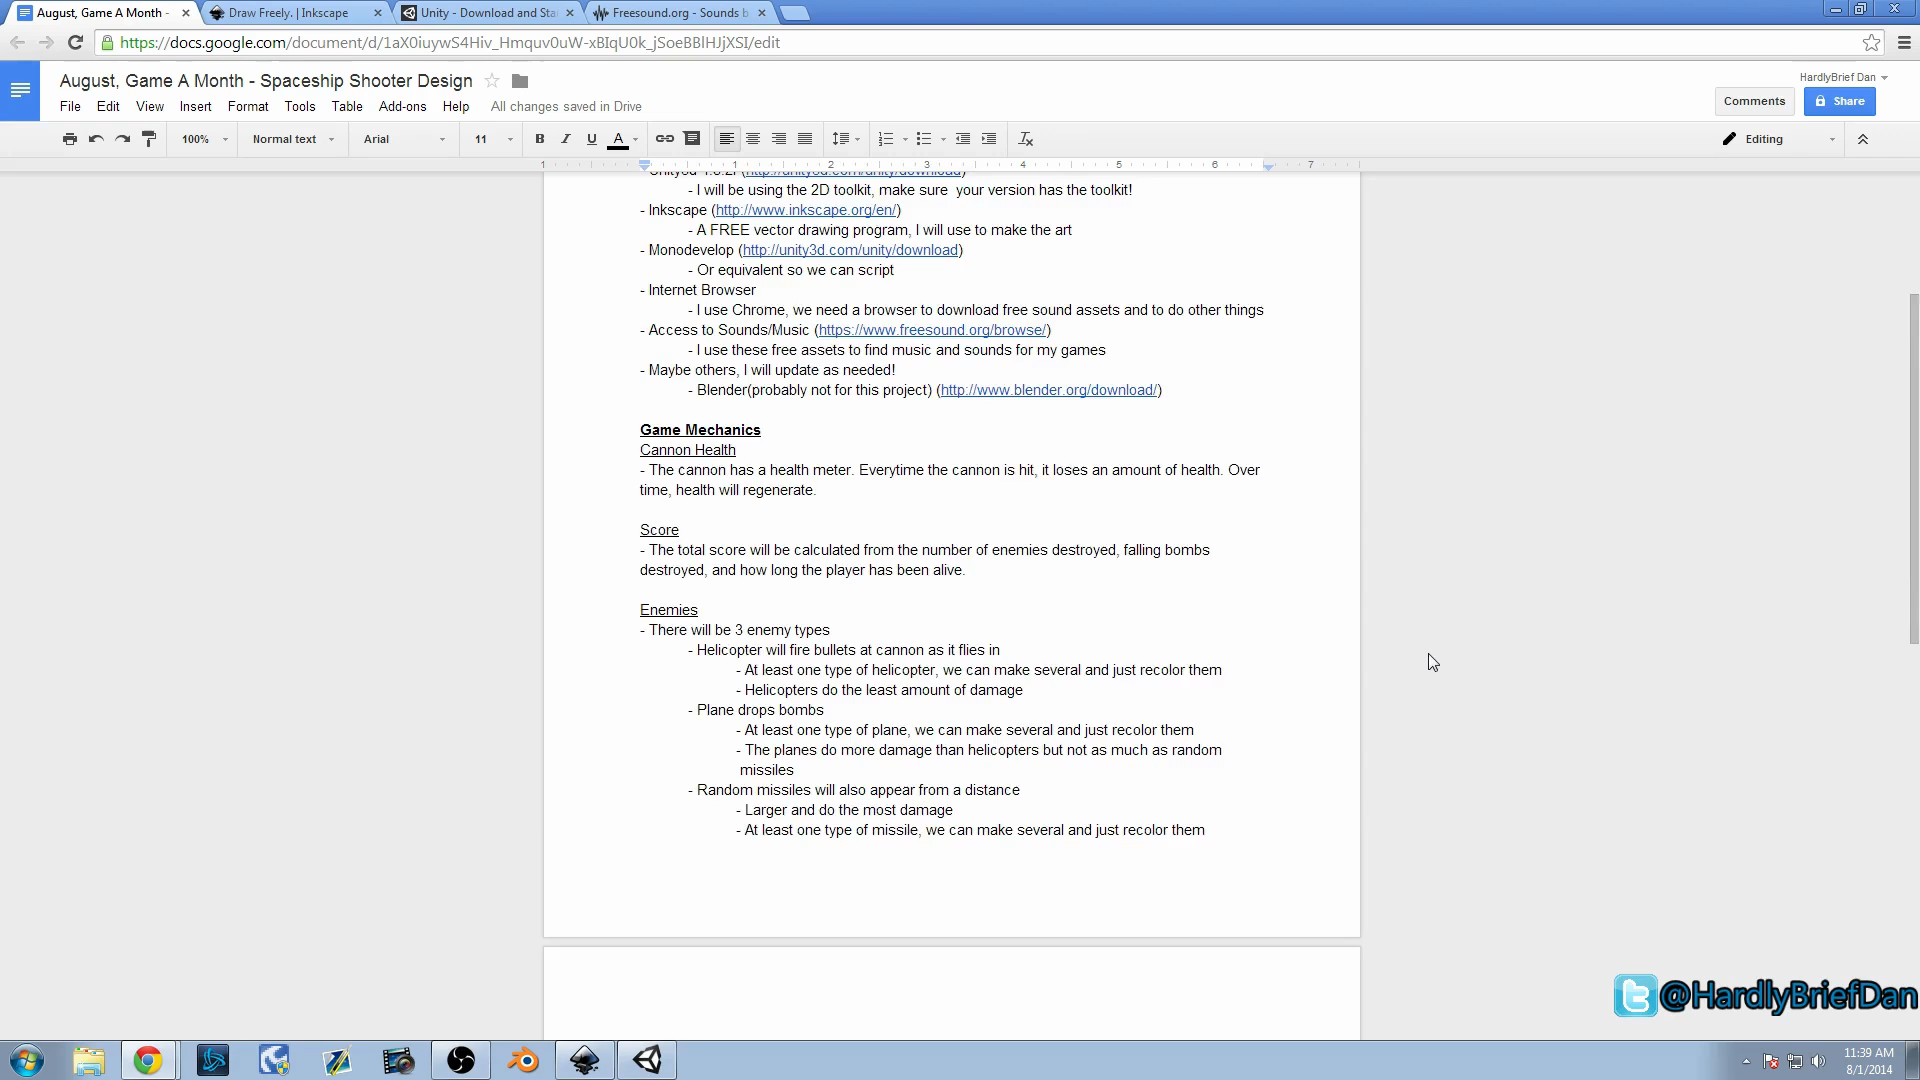 August, Game A Month -
Draw Freely. | Inkscape
Unity - Download and Sta
Freesound.org - Sounds b
https://docs.google.com/document/d/1aX0iuywS4Hiv_Hmquv0uW-xBIqU0k_jSoeBBlHJjXSI/edit
August, Game A Month - Spaceship Shooter Design
HardlyBrief Dan
File Edit View Insert Format Tools Table Add-ons Help All changes saved in Drive
Comments
Share
100% Normal text Arial 11 B I U A Editing
1 1 2 3 4 5 6 7
- I will be using the 2D toolkit, make sure  your version has the toolkit!
- Inkscape (http://www.inkscape.org/en/)
- A FREE vector drawing program, I will use to make the art
- Monodevelop (http://unity3d.com/unity/download)
- Or equivalent so we can script
- Internet Browser
- I use Chrome, we need a browser to download free sound assets and to do other things
- Access to Sounds/Music (https://www.freesound.org/browse/)
- I use these free assets to find music and sounds for my games
- Maybe others, I will update as needed!
- Blender(probably not for this project) (http://www.blender.org/download/)
Game Mechanics
Cannon Health
- The cannon has a health meter. Everytime the cannon is hit, it loses an amount of health. Over
time, health will regenerate.
Score
- The total score will be calculated from the number of enemies destroyed, falling bombs
destroyed, and how long the player has been alive.
Enemies
- There will be 3 enemy types
- Helicopter will fire bullets at cannon as it flies in
- At least one type of helicopter, we can make several and just recolor them
- Helicopters do the least amount of damage
- Plane drops bombs
- At least one type of plane, we can make several and just recolor them
- The planes do more damage than helicopters but not as much as random
missiles
- Random missiles will also appear from a distance
- Larger and do the most damage
- At least one type of missile, we can make several and just recolor them
@HardlyBriefDan
11:39 AM
8/1/2014